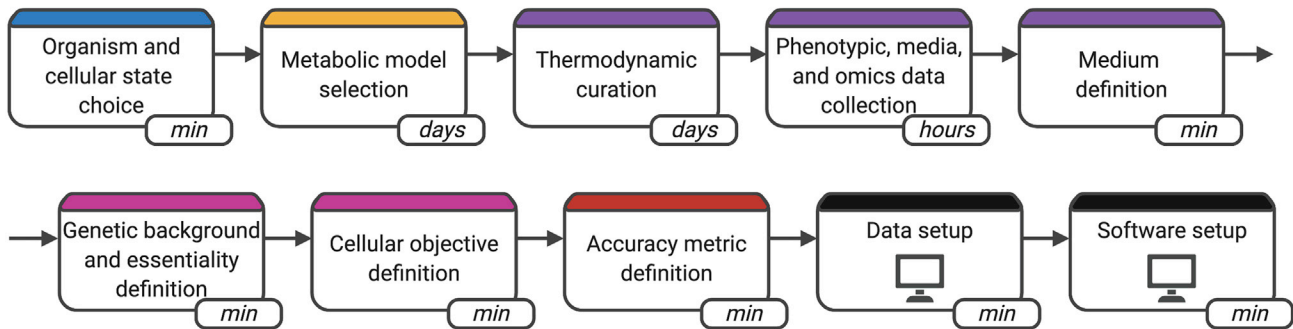 Organism and
cellular state
choice
min
Metabolic model
selection
days
Thermodynamic
curation
days
Phenotypic, media,
and omics data
collection
hours
Medium
definition
min
Genetic background
and essentiality
definition
min
Cellular objective
definition
min
Accuracy metric
definition
min
Data setup
min
Software setup
min